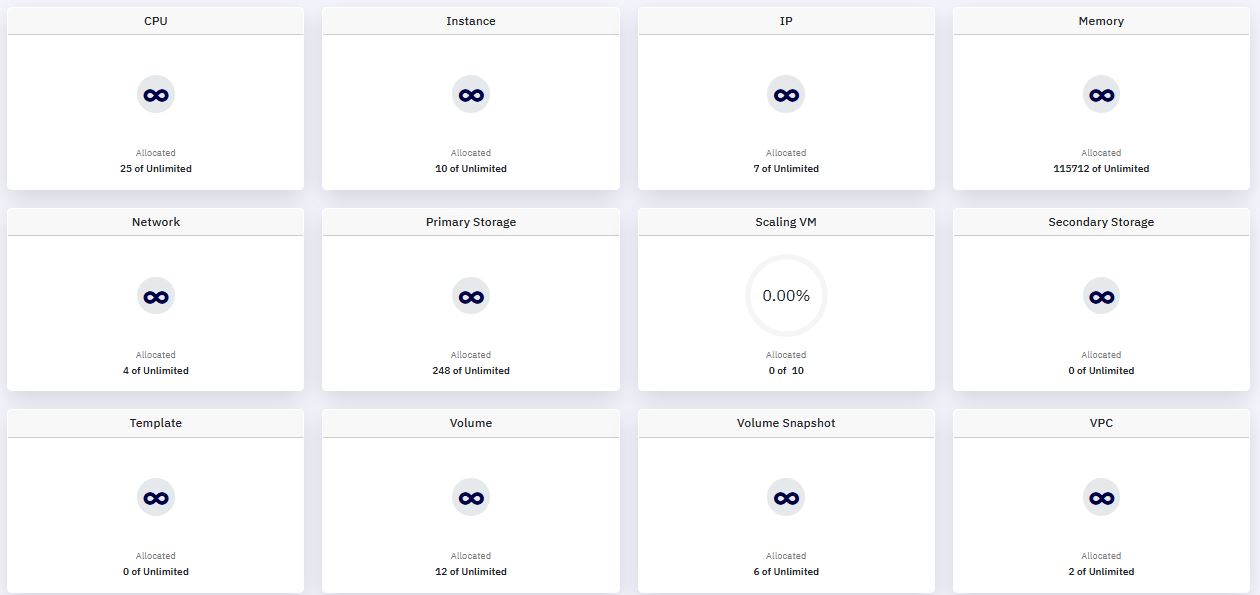 CPU
Instance
IP
Memory
Allocated
25 of Unlimited
Allocated
10 of Unlimited
Allocated
7 of Unlimited
Allocated
115712 of Unlimited
Network
Primary Storage
Scaling VM
Secondary Storage
0.00%
Allocated
4 of Unlimited
Allocated
248 of Unlimited
Allocated
0 of 10
Allocated
0 of Unlimited
Template
Volume
Volume Snapshot
VPC
Allocated
0 of Unlimited
Allocated
12 of Unlimited
Allocated
6 of Unlimited
Allocated
2 of Unlimited